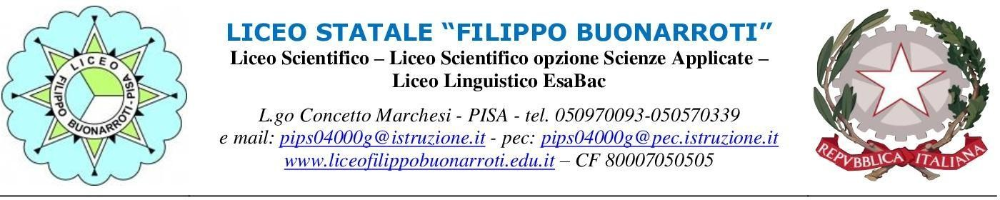 LICEO FILIPPO BUONARROTI-PISA
LICEO STATALE “FILIPPO BUONARROTI”
Liceo Scientifico – Liceo Scientifico opzione Scienze Applicate –
Liceo Linguistico EsaBac
L.go Concetto Marchesi - PISA - tel. 050970093-050570339
e mail: pips04000g@istruzione.it - pec: pips04000g@pec.istruzione.it
www.liceofilippobuonarroti.edu.it – CF 80007050505
REPVBBLICA ITALIANA